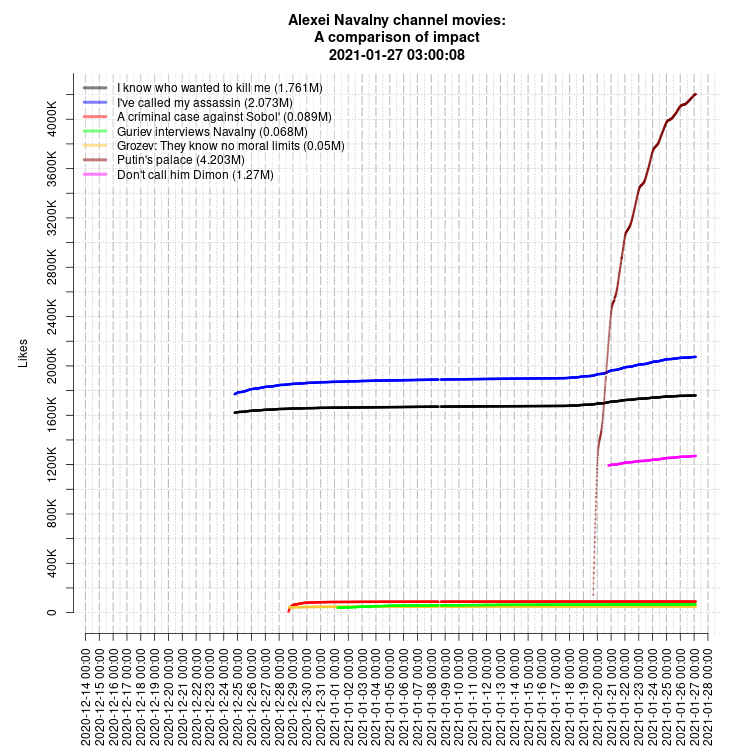 Alexei Navalny channel movies:
A comparison of impact
2021-01-27 03:00:08
I know who wanted to kill me (1.761M)
I've called my assassin (2.073M)
A criminal case against Sobol' (0.089M)
Guriev interviews Navalny (0.068M)
Grozev: They know no moral limits (0.05M)
Putin's palace (4.203M)
Don't call him Dimon (1.27M)
Likes
4000K
3600K
3200K
2800K
2400K
2000K
1600K
1200K
800K
400K
0
2020-12-14 00:00
2020-12-15 00:00
2020-12-16 00:00
2020-12-17 00:00
2020-12-18 00:00
2020-12-19 00:00
2020-12-20 00:00
2020-12-21 00:00
2020-12-22 00:00
2020-12-23 00:00
2020-12-24 00:00
2020-12-25 00:00
2020-12-26 00:00
2020-12-27 00:00
2020-12-28 00:00
2020-12-29 00:00
2020-12-30 00:00
2020-12-31 00:00
2021-01-01 00:00
2021-01-02 00:00
2021-01-03 00:00
2021-01-04 00:00
2021-01-05 00:00
2021-01-06 00:00
2021-01-07 00:00
2021-01-08 00:00
2021-01-09 00:00
2021-01-10 00:00
2021-01-11 00:00
2021-01-12 00:00
2021-01-13 00:00
2021-01-14 00:00
2021-01-15 00:00
2021-01-16 00:00
2021-01-17 00:00
2021-01-18 00:00
2021-01-19 00:00
2021-01-20 00:00
2021-01-21 00:00
2021-01-22 00:00
2021-01-23 00:00
2021-01-24 00:00
2021-01-25 00:00
2021-01-26 00:00
2021-01-27 00:00
2021-01-28 00:00